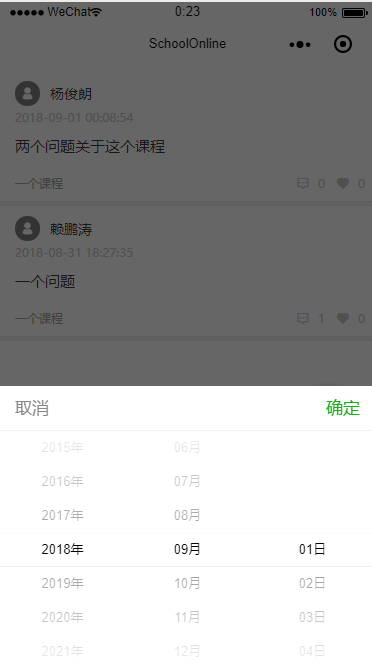 ●●●●● WeChat 0:23 100%
SchoolOnline
杨俊朗
2018-09-01 00:08:54
两个问题关于这个课程
一个课程 0 0
赖鹏涛
2018-08-31 18:27:35
一个问题
一个课程 1 0
取消 确定
2015年 06月
2016年 07月
2017年 08月
2018年 09月 01日
2019年 10月 02日
2020年 11月 03日
2021年 12月 04日